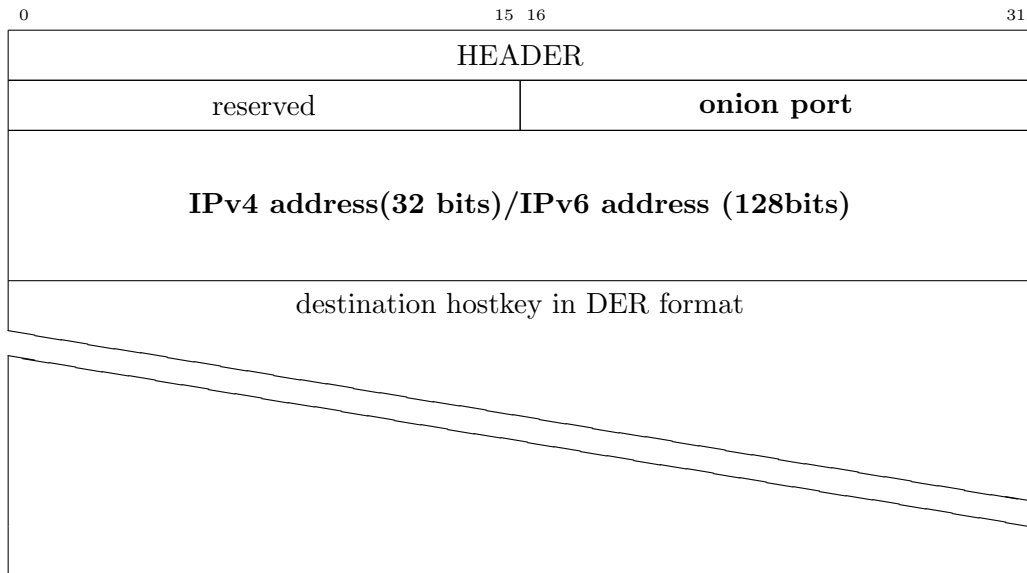 0 15 16 31
HEADER
reserved onion port
IPv4 address(32 bits)/IPv6 address (128bits)
destination hostkey in DER format